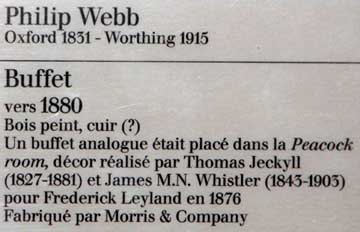 Philip Webb
Oxford 1831 - Worthing 1915
Buffet
vers 1880
Bois peint, cuir (?)
Un buffet analogue était placé dans la Peacock
room, décor réalisé par Thomas Jeckyll
(1827-1881) et James M.N. Whistler (1843-1903)
pour Frederick Leyland en 1876
Fabriqué par Morris & Company